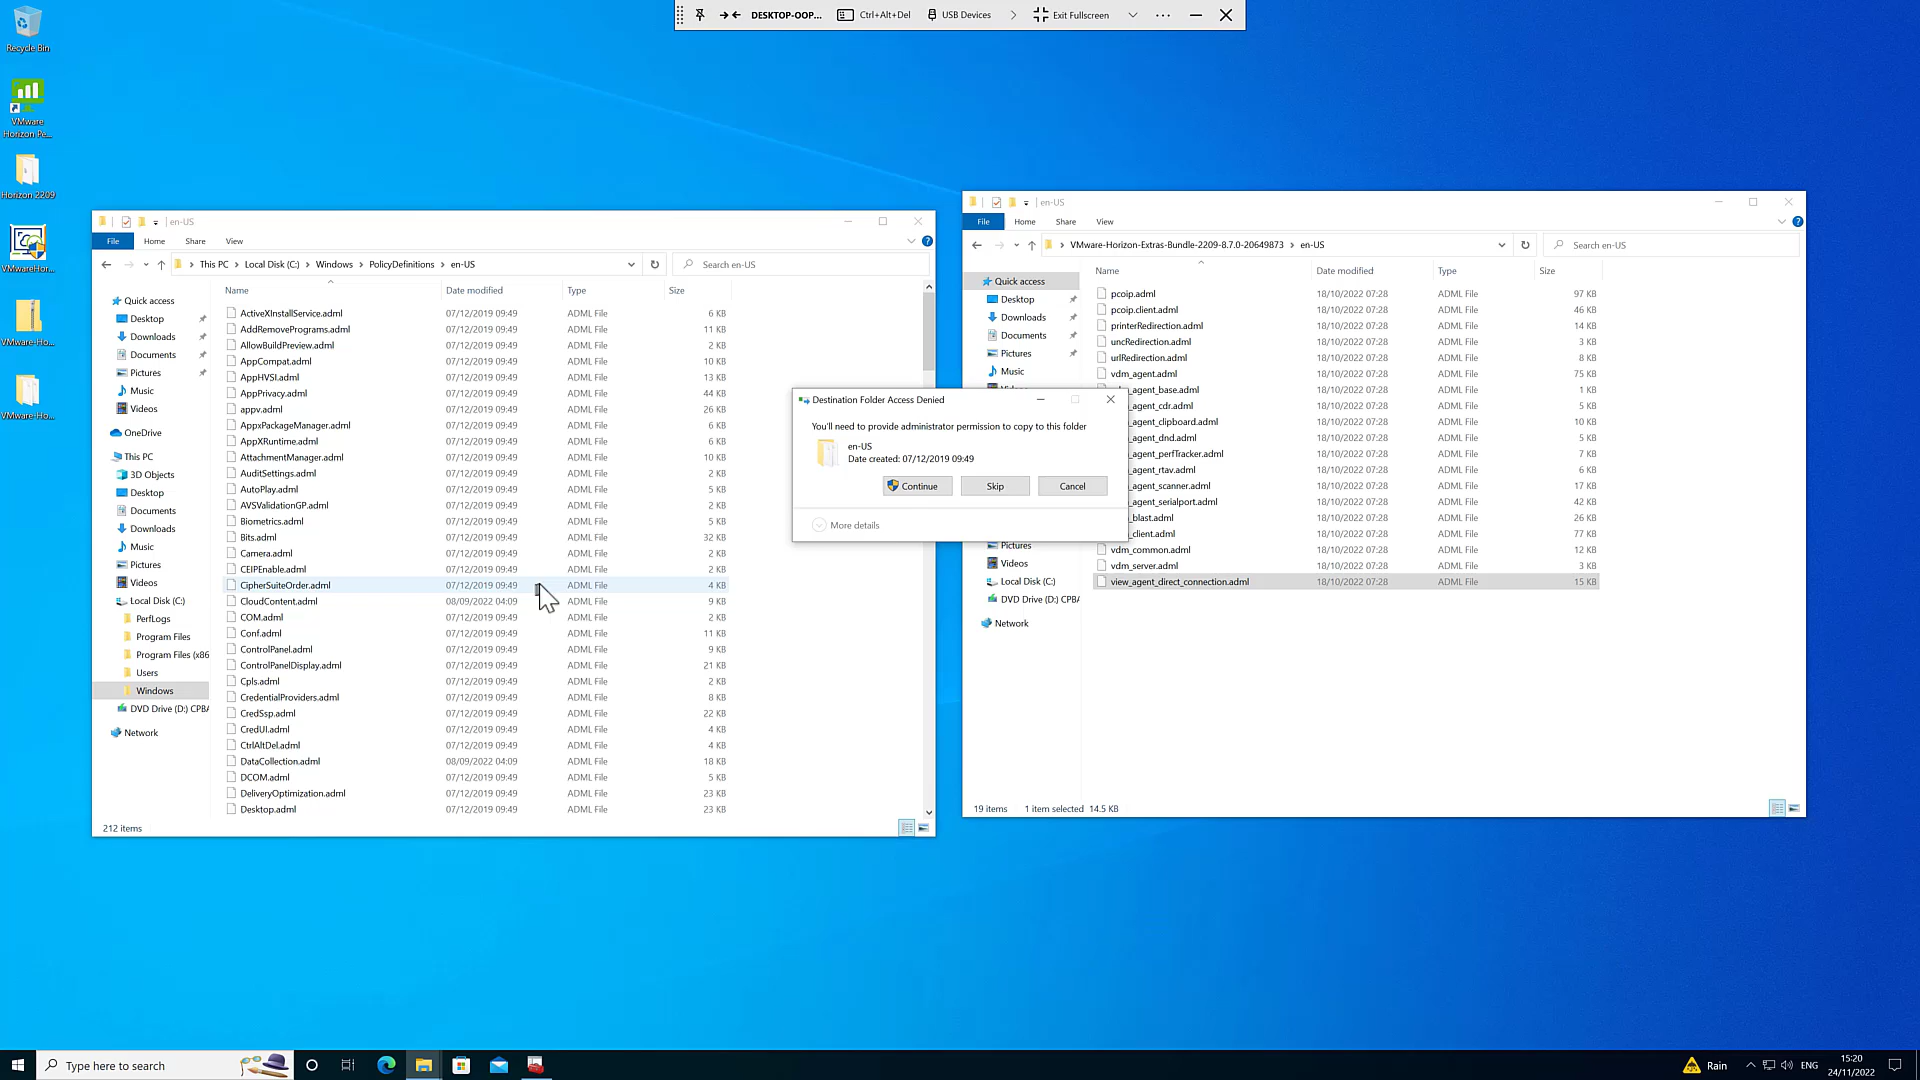 DESKTOP-OOP...
Ctrl+Alt+Del
USB Devices
Exit Fullscreen
Recycle Bin
VMware
Horizon Pe...
Horizon 2209
VMwareHor...
VMware-Ho...
VMware-Ho...
en-US
File
Home
Share
View
This PC
Local Disk (C:)
Windows
PolicyDefinitions
en-US
Search en-US
Quick access
Desktop
Downloads
Documents
Pictures
Music
Videos
OneDrive
This PC
3D Objects
Desktop
Documents
Downloads
Music
Pictures
Videos
Local Disk (C:)
PerfLogs
Program Files
Program Files (x86
Users
Windows
DVD Drive (D:) CPBA
Network
Name Date modified Type Size
ActiveXInstallService.adml 07/12/2019 09:49 ADML File 6 KB
AddRemovePrograms.adml 07/12/2019 09:49 ADML File 11 KB
AllowBuildPreview.adml 07/12/2019 09:49 ADML File 2 KB
AppCompat.adml 07/12/2019 09:49 ADML File 10 KB
AppHVSI.adml 07/12/2019 09:49 ADML File 13 KB
AppPrivacy.adml 07/12/2019 09:49 ADML File 44 KB
appv.adml 07/12/2019 09:49 ADML File 26 KB
AppxPackageManager.adml 07/12/2019 09:49 ADML File 6 KB
AppXRuntime.adml 07/12/2019 09:49 ADML File 6 KB
AttachmentManager.adml 07/12/2019 09:49 ADML File 10 KB
AuditSettings.adml 07/12/2019 09:49 ADML File 2 KB
AutoPlay.adml 07/12/2019 09:49 ADML File 5 KB
AVSValidationGP.adml 07/12/2019 09:49 ADML File 2 KB
Biometrics.adml 07/12/2019 09:49 ADML File 5 KB
Bits.adml 07/12/2019 09:49 ADML File 32 KB
Camera.adml 07/12/2019 09:49 ADML File 2 KB
CEIPEnable.adml 07/12/2019 09:49 ADML File 2 KB
CipherSuiteOrder.adml 07/12/2019 09:49 ADML File 4 KB
CloudContent.adml 08/09/2022 04:09 ADML File 9 KB
COM.adml 07/12/2019 09:49 ADML File 2 KB
Conf.adml 07/12/2019 09:49 ADML File 11 KB
ControlPanel.adml 07/12/2019 09:49 ADML File 9 KB
ControlPanelDisplay.adml 07/12/2019 09:49 ADML File 21 KB
Cpls.adml 07/12/2019 09:49 ADML File 2 KB
CredentialProviders.adml 07/12/2019 09:49 ADML File 8 KB
CredSsp.adml 07/12/2019 09:49 ADML File 22 KB
CredUI.adml 07/12/2019 09:49 ADML File 4 KB
CtrlAltDel.adml 07/12/2019 09:49 ADML File 4 KB
DataCollection.adml 08/09/2022 04:09 ADML File 18 KB
DCOM.adml 07/12/2019 09:49 ADML File 5 KB
DeliveryOptimization.adml 07/12/2019 09:49 ADML File 23 KB
Desktop.adml 07/12/2019 09:49 ADML File 23 KB
212 items
Destination Folder Access Denied
You'll need to provide administrator permission to copy to this folder
en-US
Date created: 07/12/2019 09:49
Continue
Skip
Cancel
More details
en-US
File
Home
Share
View
VMware-Horizon-Extras-Bundle-2209-8.7.0-20649873
en-US
Search en-US
Quick access
Desktop
Downloads
Documents
Pictures
Music
Pictures
Videos
Local Disk (C:)
DVD Drive (D:) CPBA
Network
Name Date modified Type Size
pcoip.adml 18/10/2022 07:28 ADML File 97 KB
pcoip.client.adml 18/10/2022 07:28 ADML File 46 KB
printerRedirection.adml 18/10/2022 07:28 ADML File 14 KB
uncRedirection.adml 18/10/2022 07:28 ADML File 3 KB
urlRedirection.adml 18/10/2022 07:28 ADML File 8 KB
vdm_agent.adml 18/10/2022 07:28 ADML File 75 KB
_agent_base.adml 18/10/2022 07:28 ADML File 1 KB
_agent_cdr.adml 18/10/2022 07:28 ADML File 5 KB
_agent_clipboard.adml 18/10/2022 07:28 ADML File 10 KB
_agent_dnd.adml 18/10/2022 07:28 ADML File 5 KB
_agent_perfTracker.adml 18/10/2022 07:28 ADML File 7 KB
_agent_rtav.adml 18/10/2022 07:28 ADML File 6 KB
_agent_scanner.adml 18/10/2022 07:28 ADML File 17 KB
_agent_serialport.adml 18/10/2022 07:28 ADML File 42 KB
_blast.adml 18/10/2022 07:28 ADML File 26 KB
_client.adml 18/10/2022 07:28 ADML File 77 KB
vdm_common.adml 18/10/2022 07:28 ADML File 12 KB
vdm_server.adml 18/10/2022 07:28 ADML File 3 KB
view_agent_direct_connection.adml 18/10/2022 07:28 ADML File 15 KB
19 items 1 item selected 14.5 KB
Type here to search
Rain
ENG
15:20
24/11/2022